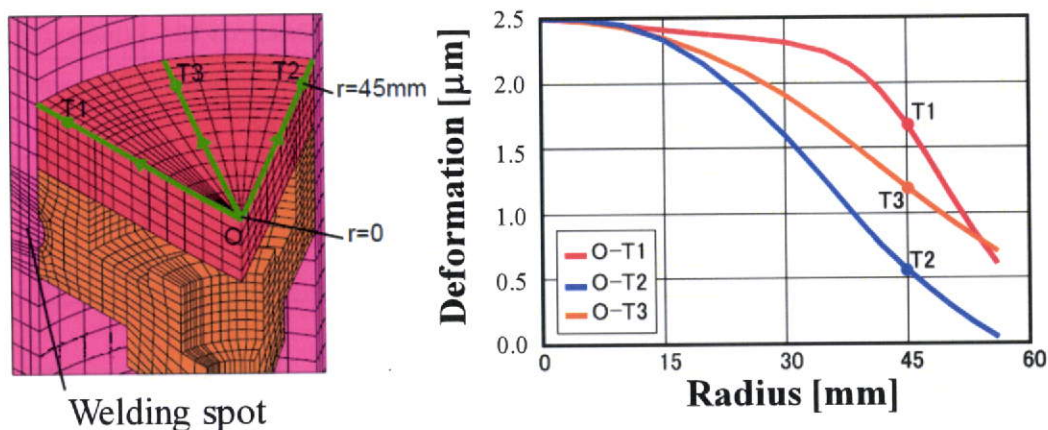 T1
T3
T2
r=45mm
O
r=0
Welding spot
Deformation [μm]
2.5
2.0
1.5
1.0
0.5
0.0
T1
T3
T2
O-T1
O-T2
O-T3
0
15
30
45
60
Radius [mm]